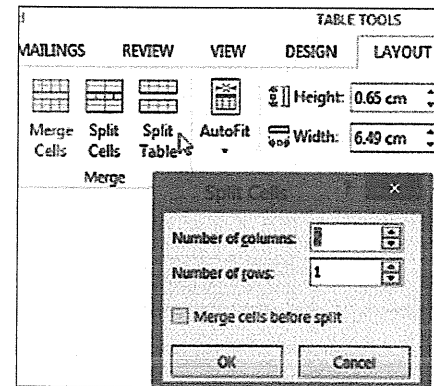 TABLE TOOLS
MAILINGS REVIEW VIEW DESIGN LAYOUT
Height: 0.65 cm
Merge Cells Split Cells Split Table AutoFit
Width: 6.49 cm
Merge
Split Cells ×
Number of columns:
Number of rows: 1
Merge cells before split
OK Cancel